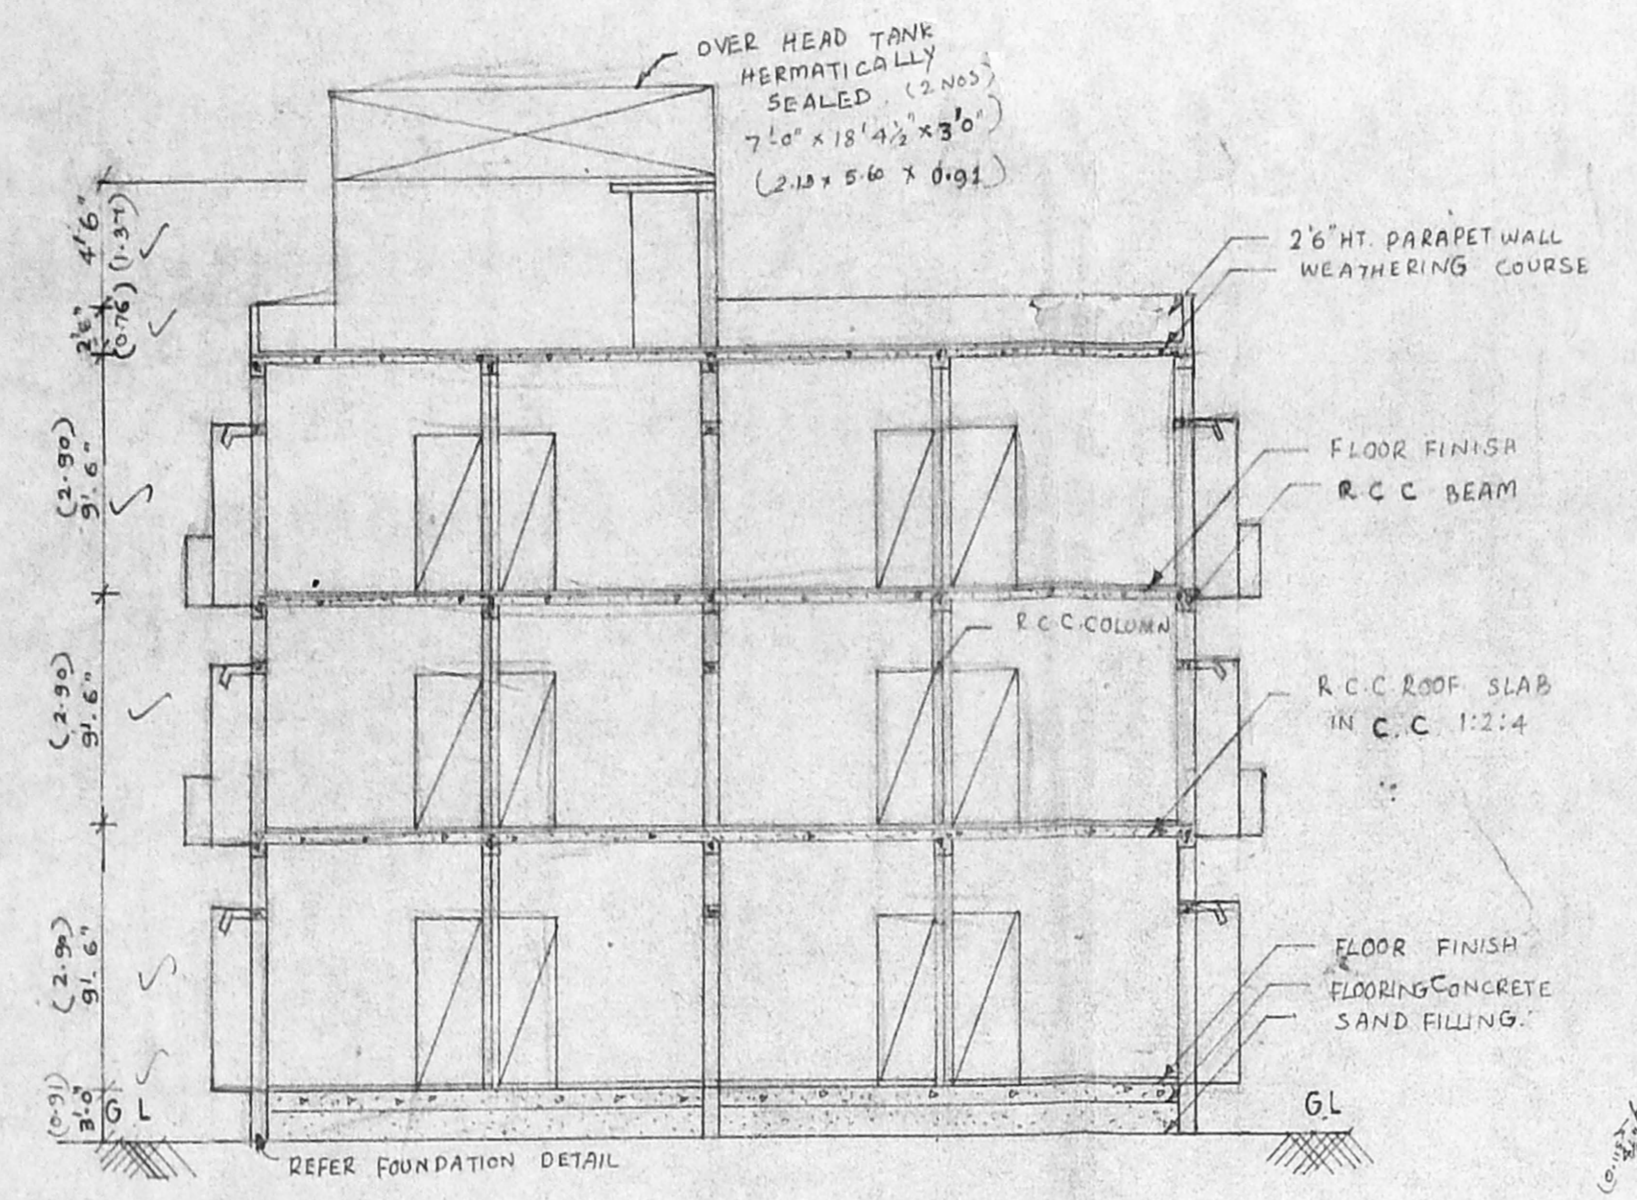 OVER HEAD TANK
HERMATICALLY
SEALED. (2 NOS)
7'-0" x 18'4½" x 3'0"
(2.13 x 5.60 x 0.91)
4'6"
(1.37)
2'6"
(0.76)
2'6" HT. PARAPET WALL
WEATHERING COURSE
(2.90)
9'.6"
FLOOR FINISH
R C C BEAM
R C C.COLUMN
(2.90)
9'.6"
R C.C ROOF SLAB
IN C.C 1:2:4
(2.90)
9'.6"
FLOOR FINISH
FLOORING CONCRETE
SAND FILLING.
(0.91)
3'.0"
G L
GL
REFER FOUNDATION DETAIL